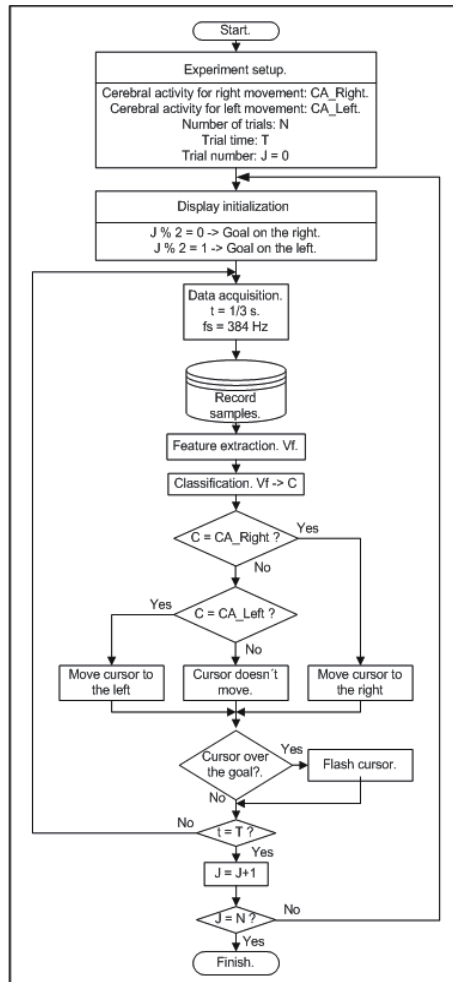 Start.
Experiment setup.
Cerebral activity for right movement: CA_Right.
Cerebral activity for left movement: CA_Left.
Number of trials: N
Trial time: T
Trial number: J = 0
Display initialization
J % 2 = 0 -> Goal on the right.
J % 2 = 1 -> Goal on the left.
Data acquisition.
t = 1/3 s.
fs = 384 Hz
Record
samples.
Feature extraction. Vf.
Classification. Vf -> C
C = CA_Right ?
Yes
No
C = CA_Left ?
Yes
No
Move cursor to
the left
Cursor doesn´t
move.
Move cursor to
the right
Cursor over
the goal?.
Yes
Flash cursor.
No
t = T ?
No
Yes
J = J+1
J = N ?
No
Yes
Finish.